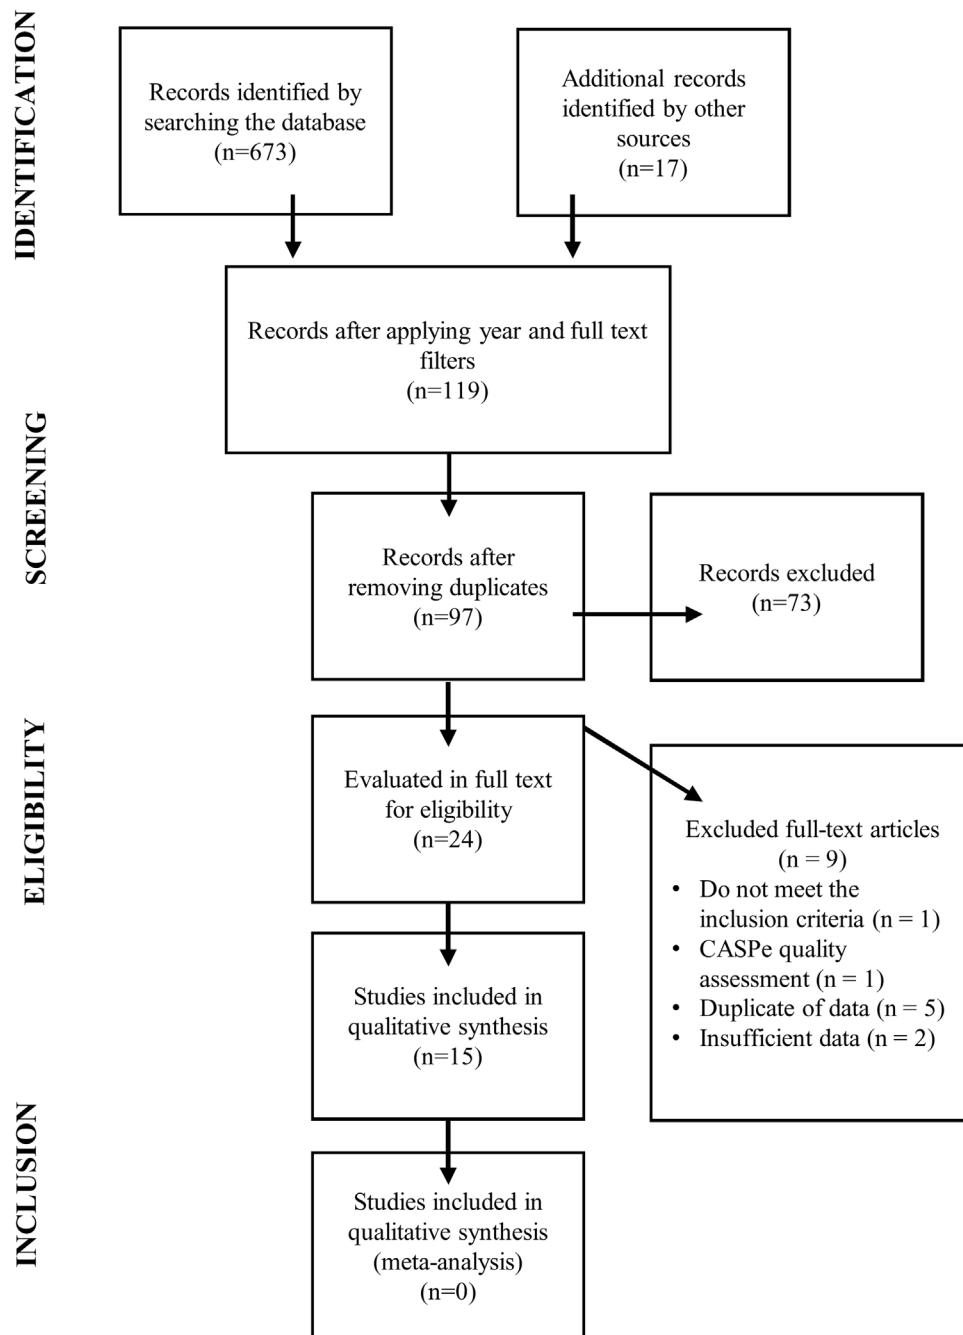 IDENTIFICATION
Records identified by
searching the database
(n=673)
Additional records
identified by other
sources
(n=17)
Records after applying year and full text
filters
(n=119)
SCREENING
Records after
removing duplicates
(n=97)
Records excluded
(n=73)
ELIGIBILITY
Evaluated in full text
for eligibility
(n=24)
Excluded full-text articles
(n = 9)
• Do not meet the
inclusion criteria (n = 1)
• CASPe quality
assessment (n = 1)
• Duplicate of data (n = 5)
• Insufficient data (n = 2)
Studies included in
qualitative synthesis
(n=15)
INCLUSION
Studies included in
qualitative synthesis
(meta-analysis)
(n=0)